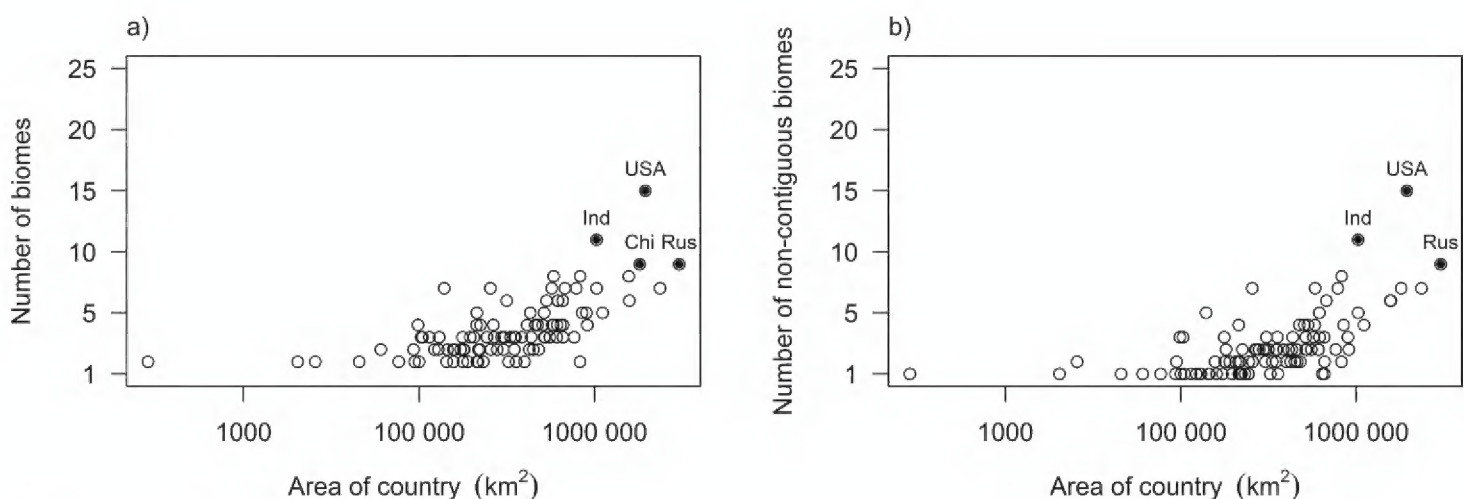 a)
Number of biomes
25
20
15
10
5
1
USA
Ind
Chi Rus
1000
100 000
1000 000
Area of country (km²)
b)
Number of non-contiguous biomes
25
20
15
10
5
1
USA
Ind
Rus
1000
100 000
1000 000
Area of country (km²)